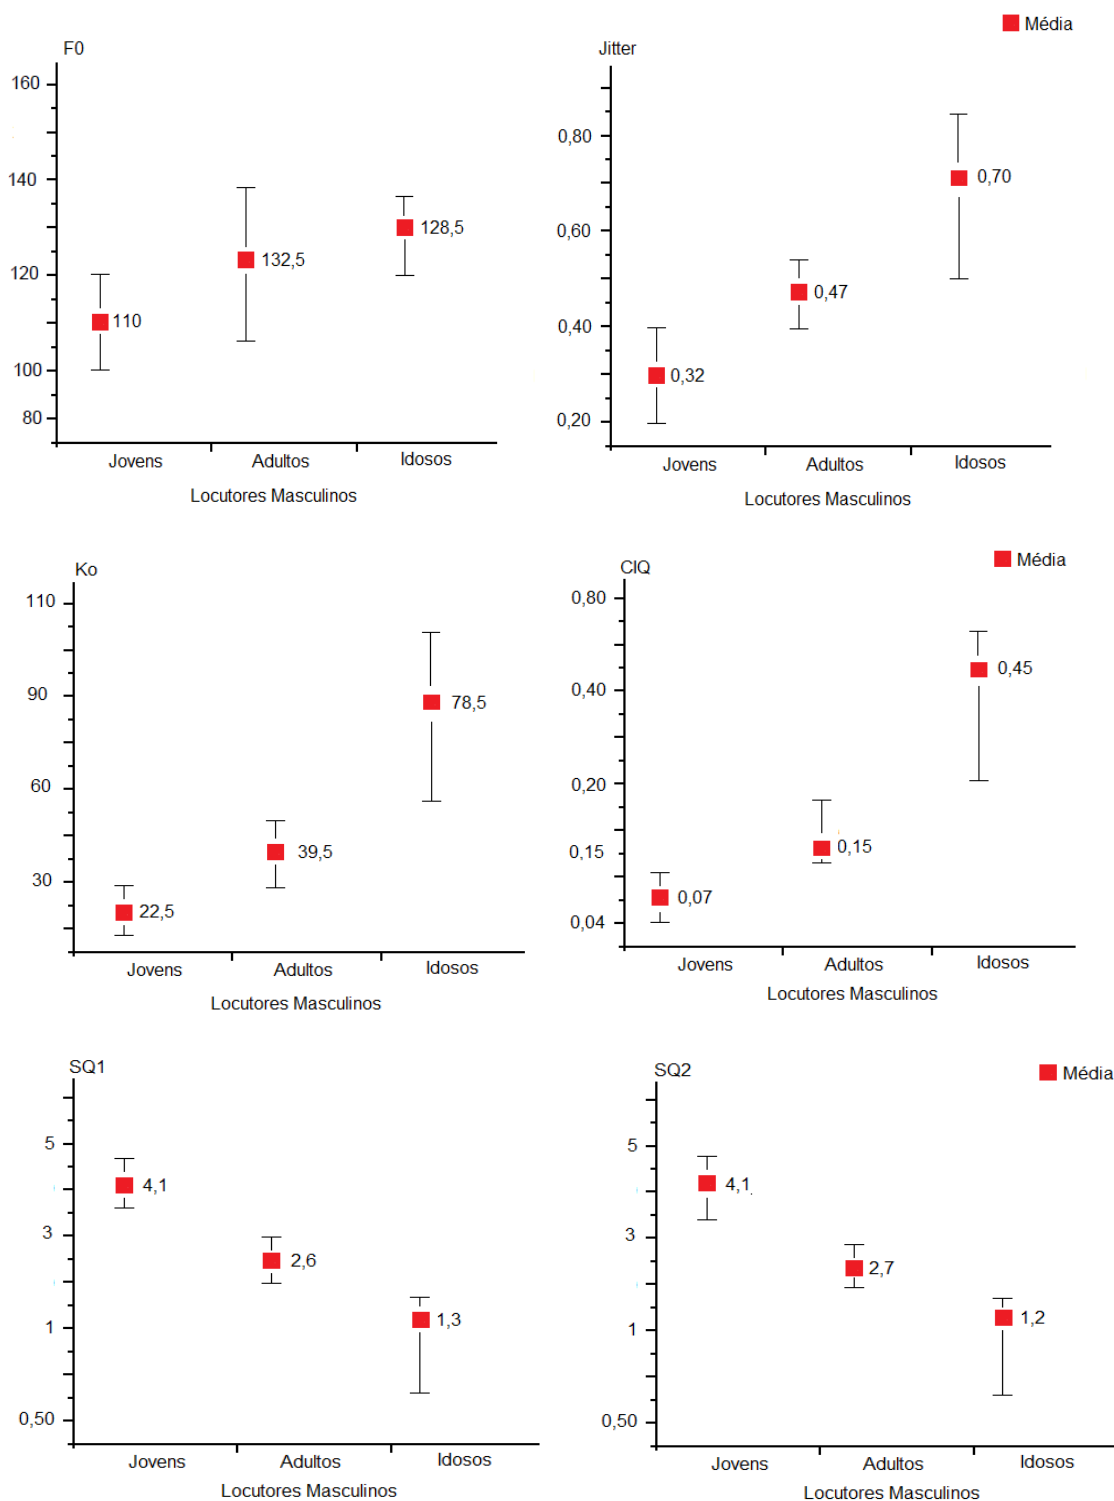 Média
F0
160
140
120
100
80
110
132,5
128,5
Jovens
Adultos
Idosos
Locutores Masculinos
Jitter
0,80
0,60
0,40
0,20
0,32
0,47
0,70
Jovens
Adultos
Idosos
Locutores Masculinos
Ko
110
90
60
30
22,5
39,5
78,5
Jovens
Adultos
Idosos
Locutores Masculinos
CIQ
Média
0,80
0,40
0,20
0,15
0,04
0,07
0,15
0,45
Jovens
Adultos
Idosos
Locutores Masculinos
SQ1
5
3
1
0,50
4,1
2,6
1,3
Jovens
Adultos
Idosos
Locutores Masculinos
SQ2
Média
5
3
1
0,50
4,1
2,7
1,2
Jovens
Adultos
Idosos
Locutores Masculinos